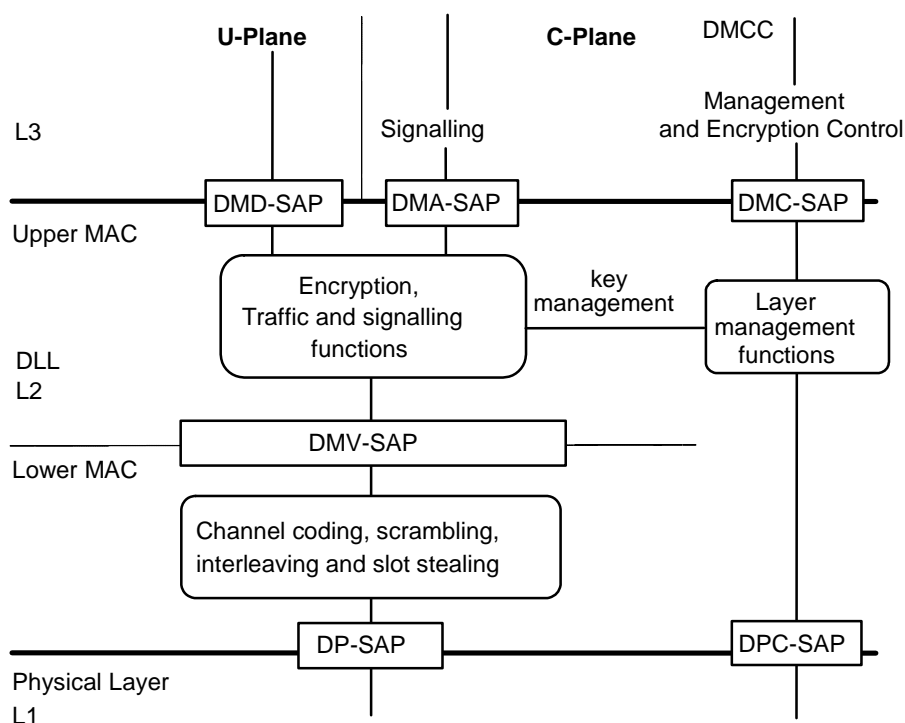 U-Plane
C-Plane
DMCC
L3
Signalling
Management
and Encryption Control
DMD-SAP
DMA-SAP
DMC-SAP
Upper MAC
Encryption,
Traffic and signalling
functions
key
management
Layer
management
functions
DLL
L2
DMV-SAP
Lower MAC
Channel coding, scrambling,
interleaving and slot stealing
DP-SAP
DPC-SAP
Physical Layer
L1